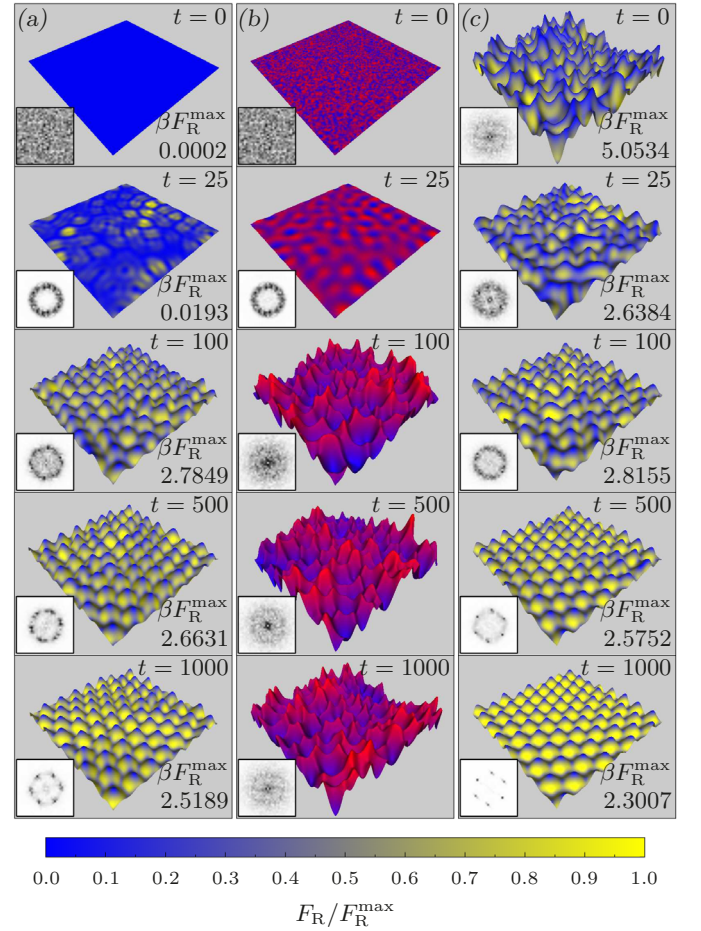 (a) t = 0
βF_R^max
0.0002
(b) t = 0
(c) t = 0
βF_R^max
5.0534
t = 25
βF_R^max
0.0193
t = 25
t = 25
βF_R^max
2.6384
t = 100
βF_R^max
2.7849
t = 100
t = 100
βF_R^max
2.8155
t = 500
βF_R^max
2.6631
t = 500
t = 500
βF_R^max
2.5752
t = 1000
βF_R^max
2.5189
t = 1000
t = 1000
βF_R^max
2.3007
0.0 0.1 0.2 0.3 0.4 0.5 0.6 0.7 0.8 0.9 1.0
F_R/F_R^max